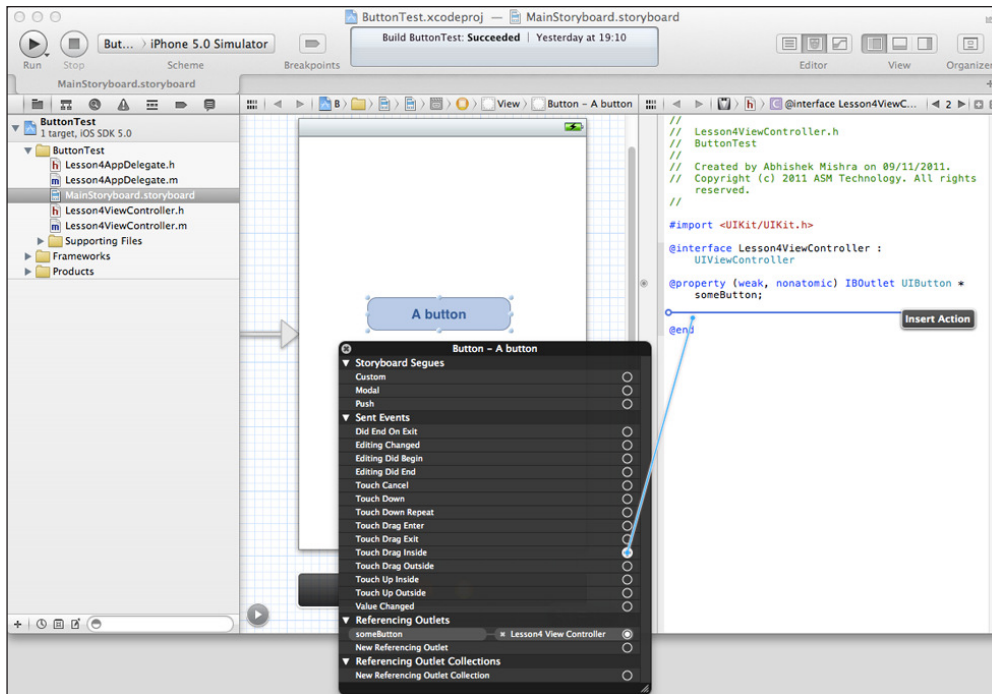 ButtonTest.xcodeproj — MainStoryboard.storyboard
Build ButtonTest: Succeeded | Yesterday at 19:10
But... 〉 iPhone 5.0 Simulator
Run Stop Scheme Breakpoints Editor View Organizer
MainStoryboard.storyboard
B View Button – A button
h @interface Lesson4ViewC... 2
ButtonTest
1 target, iOS SDK 5.0
ButtonTest
h Lesson4AppDelegate.h
m Lesson4AppDelegate.m
MainStoryboard.storyboard
h Lesson4ViewController.h
m Lesson4ViewController.m
Supporting Files
Frameworks
Products
A button
Button – A button
Storyboard Segues
Custom
Modal
Push
Sent Events
Did End On Exit
Editing Changed
Editing Did Begin
Editing Did End
Touch Cancel
Touch Down
Touch Down Repeat
Touch Drag Enter
Touch Drag Exit
Touch Drag Inside
Touch Drag Outside
Touch Up Inside
Touch Up Outside
Value Changed
Referencing Outlets
someButton Lesson4 View Controller
New Referencing Outlet
Referencing Outlet Collections
New Referencing Outlet Collection
//
// Lesson4ViewController.h
// ButtonTest
//
// Created by Abhishek Mishra on 09/11/2011.
// Copyright (c) 2011 ASM Technology. All rights
reserved.
//
#import <UIKit/UIKit.h>
@interface Lesson4ViewController :
UIViewController
@property (weak, nonatomic) IBOutlet UIButton *
someButton;
Insert Action
@end